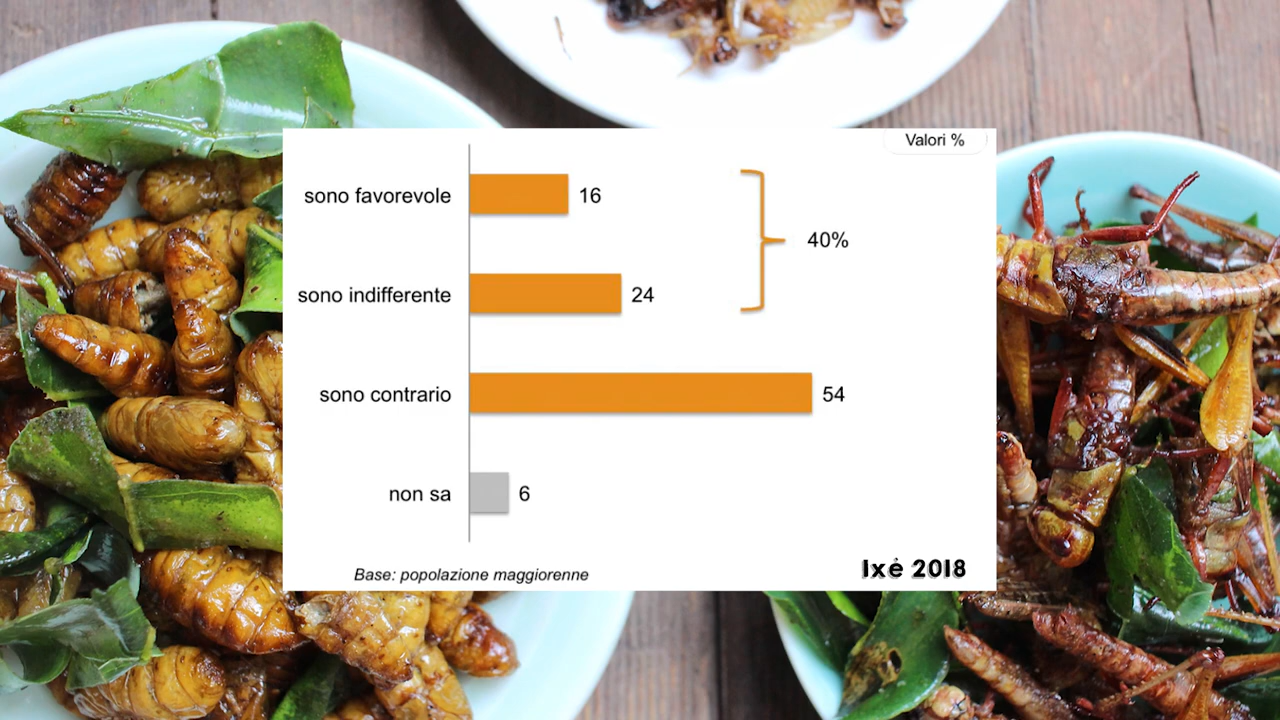 Valori %
sono favorevole 16
40%
sono indifferente 24
sono contrario 54
non sa 6
Base: popolazione maggiorenne
Ixè 2018